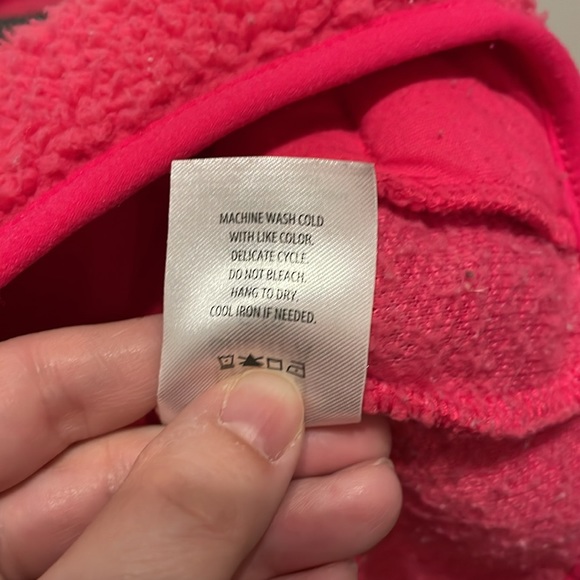 MACHINE WASH COLD
WITH LIKE COLOR.
DELICATE CYCLE.
DO NOT BLEACH.
HANG TO DRY.
COOL IRON IF NEEDED.